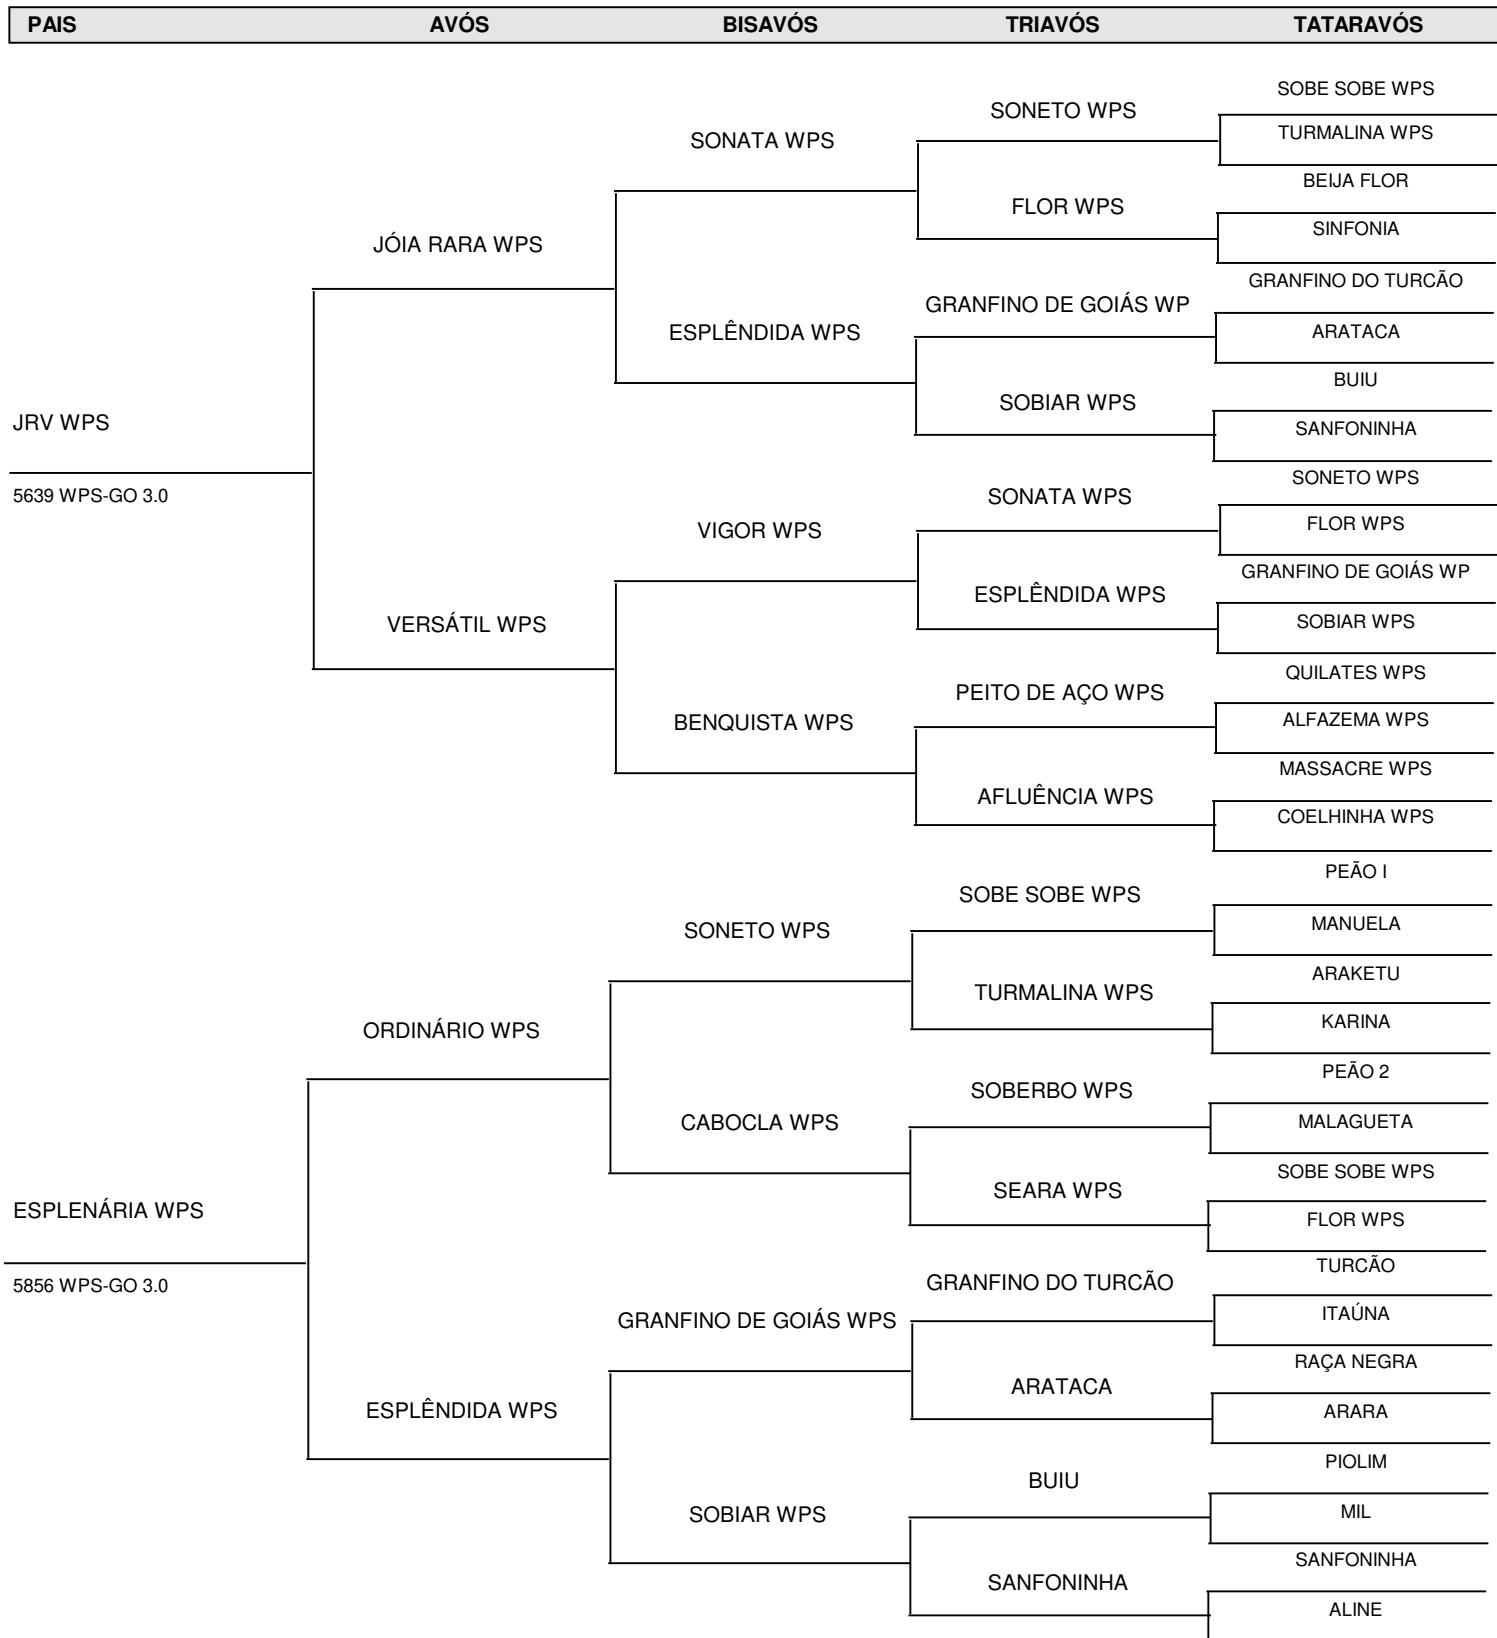 PAIS AVÓS BISAVÓS TRIAVÓS TATARAVÓS
SOBE SOBE WPS
SONETO WPS
TURMALINA WPS
SONATA WPS
BEIJA FLOR
FLOR WPS
SINFONIA
JÓIA RARA WPS
GRANFINO DO TURCÃO
GRANFINO DE GOIÁS WP
ARATACA
ESPLÊNDIDA WPS
BUIU
SOBIAR WPS
SANFONINHA
JRV WPS
5639 WPS-GO 3.0
SONETO WPS
SONATA WPS
FLOR WPS
VIGOR WPS
GRANFINO DE GOIÁS WP
ESPLÊNDIDA WPS
SOBIAR WPS
VERSÁTIL WPS
QUILATES WPS
PEITO DE AÇO WPS
ALFAZEMA WPS
BENQUISTA WPS
MASSACRE WPS
AFLUÊNCIA WPS
COELHINHA WPS
PEÃO I
SOBE SOBE WPS
MANUELA
SONETO WPS
ARAKETU
TURMALINA WPS
KARINA
ORDINÁRIO WPS
PEÃO 2
SOBERBO WPS
MALAGUETA
CABOCLA WPS
SOBE SOBE WPS
SEARA WPS
FLOR WPS
ESPLENÁRIA WPS
5856 WPS-GO 3.0
TURCÃO
GRANFINO DO TURCÃO
ITAÚNA
GRANFINO DE GOIÁS WPS
RAÇA NEGRA
ARATACA
ARARA
ESPLÊNDIDA WPS
PIOLIM
BUIU
MIL
SOBIAR WPS
SANFONINHA
SANFONINHA
ALINE